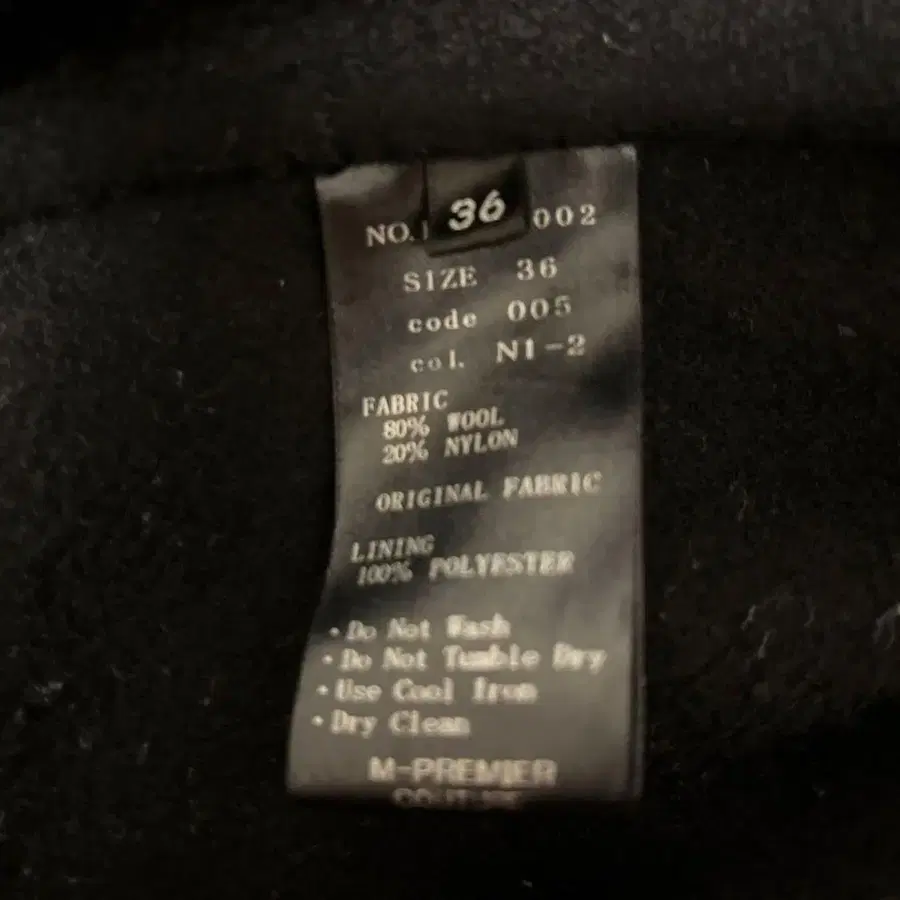 36
NO. 002
SIZE 36
code 005
col. N1-2
FABRIC
80% WOOL
20% NYLON
ORIGINAL FABRIC
LINING
100% POLYESTER
•Do Not Wash
•Do Not Tumble Dry
•Use Cool Iron
•Dry Clean
M-PREMIER
COUTURE